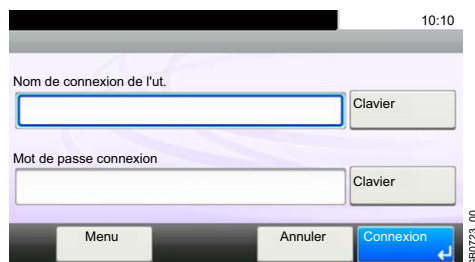 10:10
Nom de connexion de l'ut.
Clavier
Mot de passe connexion
Clavier
Menu Annuler Connexion